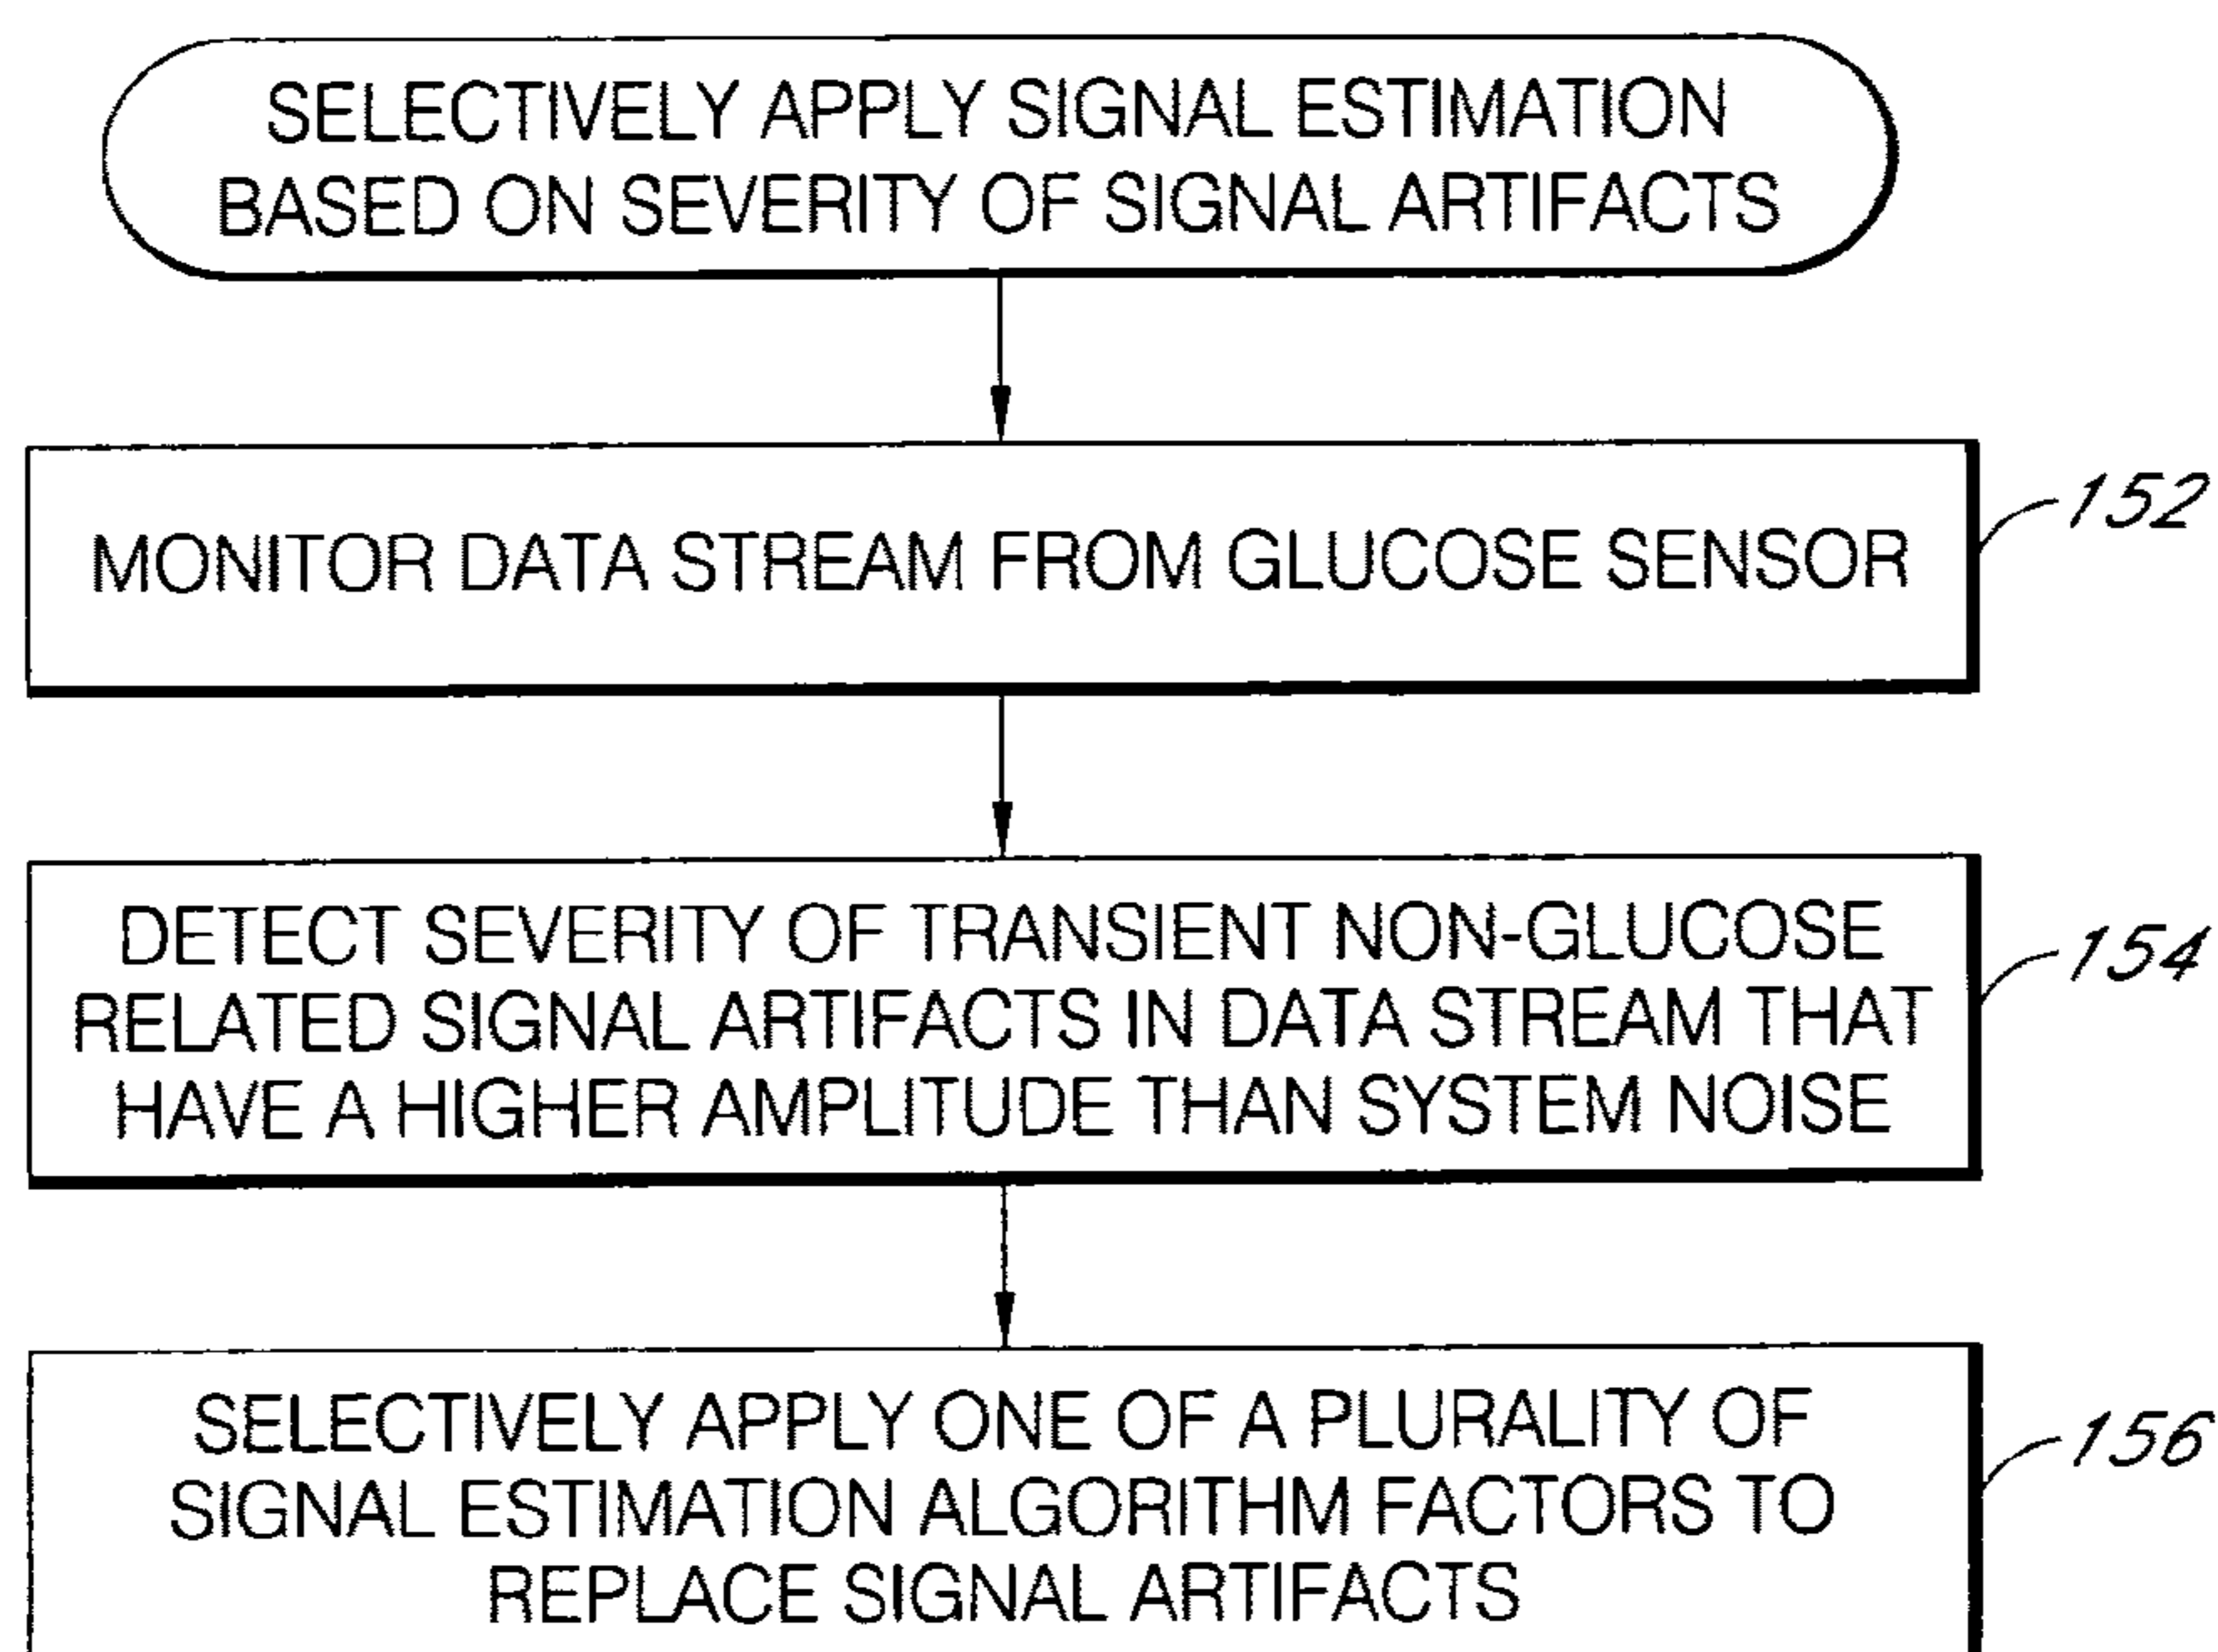 SELECTIVELY APPLY SIGNAL ESTIMATION
BASED ON SEVERITY OF SIGNAL ARTIFACTS
MONITOR DATA STREAM FROM GLUCOSE SENSOR
152
DETECT SEVERITY OF TRANSIENT NON-GLUCOSE
RELATED SIGNAL ARTIFACTS IN DATA STREAM THAT
HAVE A HIGHER AMPLITUDE THAN SYSTEM NOISE
154
SELECTIVELY APPLY ONE OF A PLURALITY OF
SIGNAL ESTIMATION ALGORITHM FACTORS TO
REPLACE SIGNAL ARTIFACTS
156